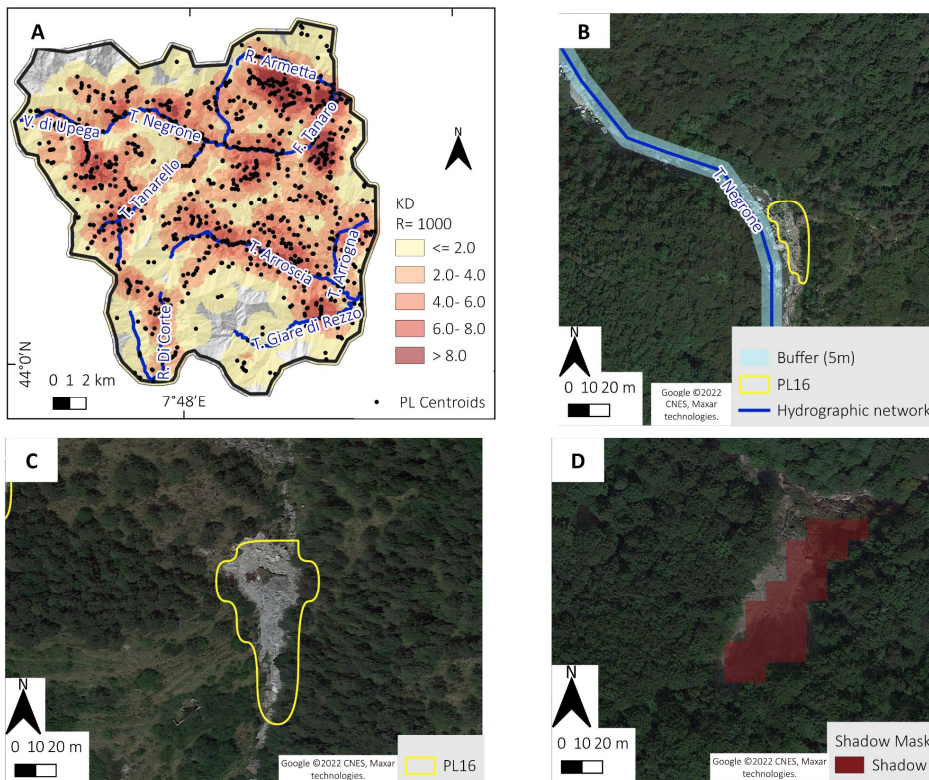 A
R. Armetta
V. di Upega
T. Negrone
F. Tanaro
T. Tanarello
T. Arroscia
T. Arrogna
T. Giare di Rezzo
R. Di Corte
N
KD
R= 1000
<= 2.0
2.0- 4.0
4.0- 6.0
6.0- 8.0
> 8.0
PL Centroids
44°0′N
0 1 2 km
7°48′E
B
T. Negrone
N
0 10 20 m
Google ©2022
CNES, Maxar
technologies.
Buffer (5m)
PL16
Hydrographic network
C
N
0 10 20 m
Google ©2022 CNES, Maxar
technologies.
PL16
D
N
0 10 20 m
Google ©2022 CNES, Maxar
technologies.
Shadow Mask
Shadow